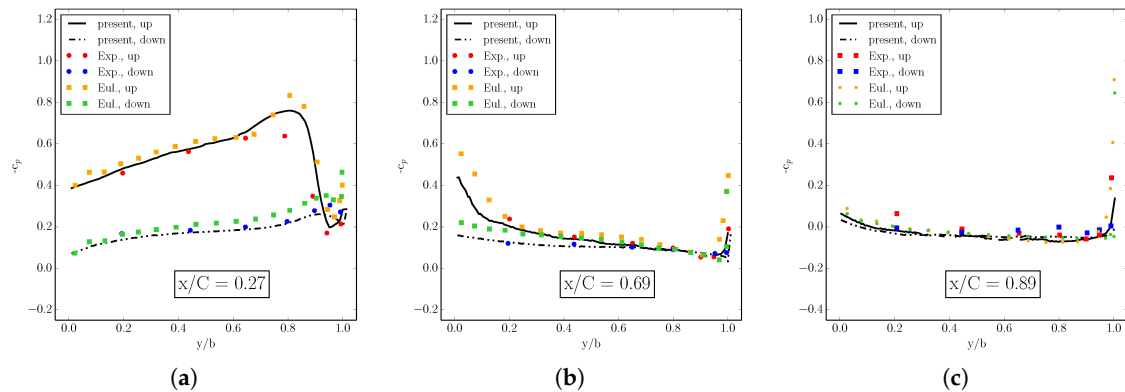 1.2
1.0
0.8
0.6
0.4
0.2
0.0
−0.2
-c_p
present, up
present, down
Exp., up
Exp., down
Eul., up
Eul., down
x/C = 0.27
0.0 0.2 0.4 0.6 0.8 1.0
y/b
(a)
1.2
1.0
0.8
0.6
0.4
0.2
0.0
−0.2
-c_p
present, up
present, down
Exp., up
Exp., down
Eul., up
Eul., down
x/C = 0.69
0.0 0.2 0.4 0.6 0.8 1.0
y/b
(b)
1.0
0.8
0.6
0.4
0.2
0.0
−0.2
−0.4
-c_p
present, up
present, down
Exp., up
Exp., down
Eul., up
Eul., down
x/C = 0.89
0.0 0.2 0.4 0.6 0.8 1.0
y/b
(c)